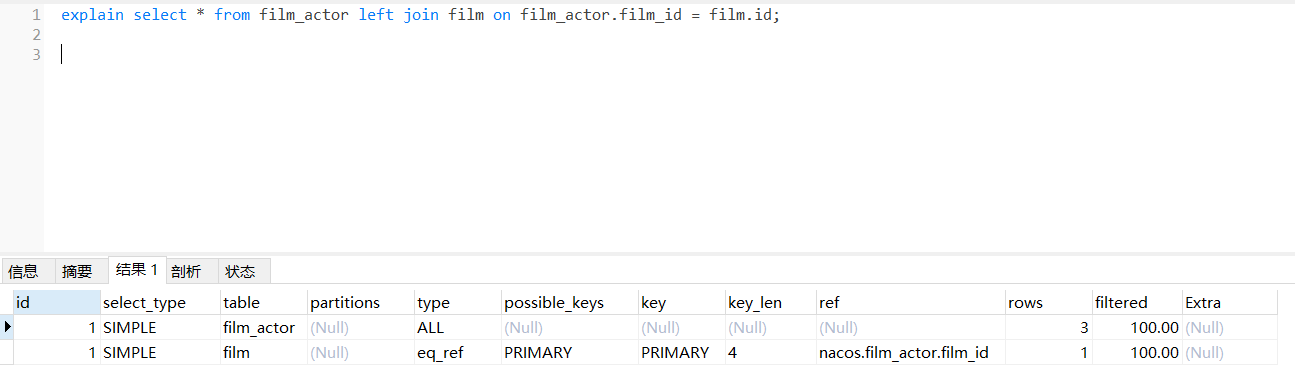 1 explain select * from film_actor left join film on film_actor.film_id = film.id;
2
3
信息 摘要 结果 1 剖析 状态
id select_type table partitions type possible_keys key key_len ref rows filtered Extra
1 SIMPLE film_actor (Null) ALL (Null) (Null) (Null) (Null) 3 100.00 (Null)
1 SIMPLE film (Null) eq_ref PRIMARY PRIMARY 4 nacos.film_actor.film_id 1 100.00 (Null)